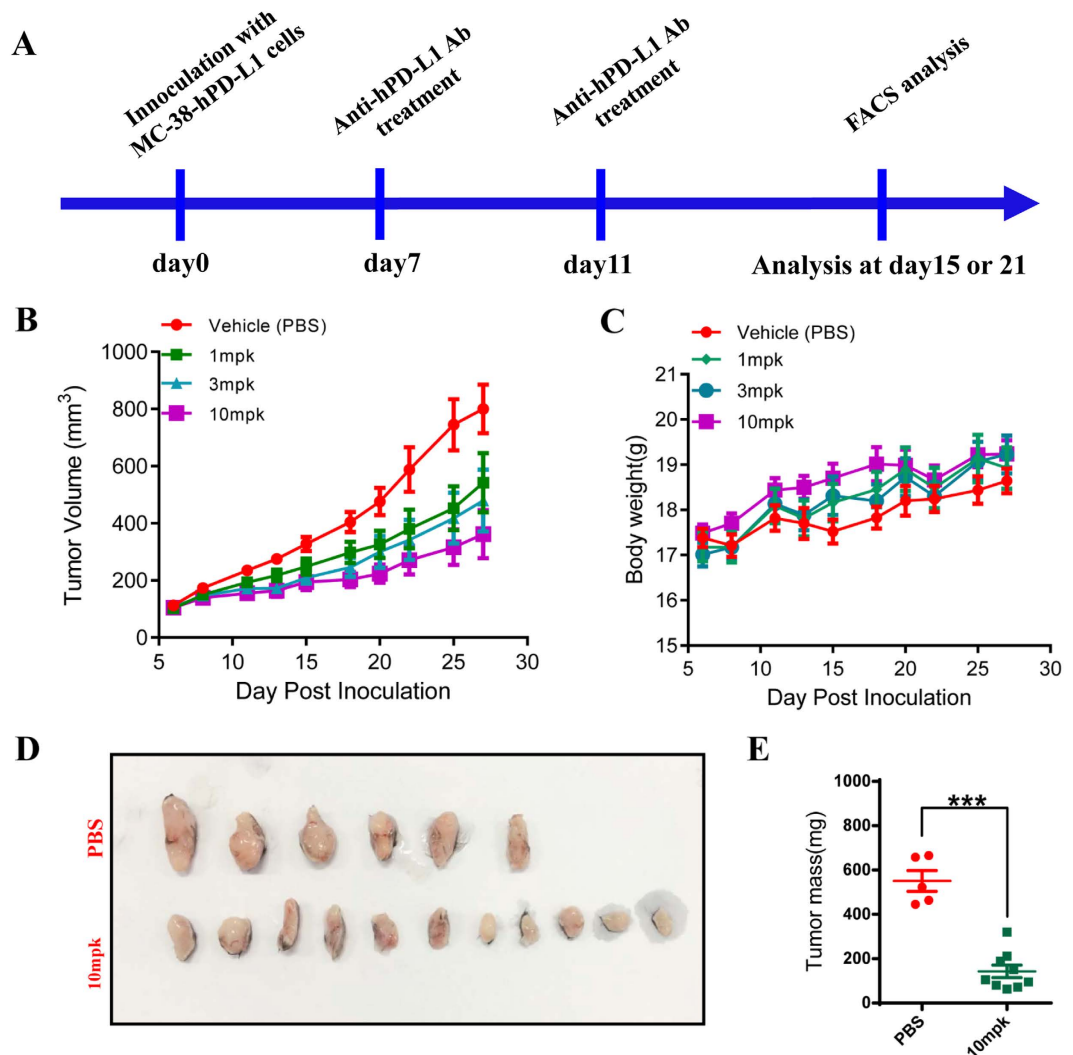 A
Innoculation with
MC-38-hPD-L1 cells
Anti-hPD-L1 Ab
treatment
Anti-hPD-L1 Ab
treatment
FACS analysis
day0
day7
day11
Analysis at day15 or 21
B
Vehicle (PBS)
1mpk
3mpk
10mpk
1000
800
600
400
200
0
Tumor Volume (mm³)
5
10
15
20
25
30
Day Post Inoculation
C
Vehicle (PBS)
1mpk
3mpk
10mpk
21
20
19
18
17
16
15
Body weight(g)
5
10
15
20
25
30
Day Post Inoculation
D
PBS
10mpk
E
1000
800
600
400
200
0
Tumor mass(mg)
***
PBS
10mpk